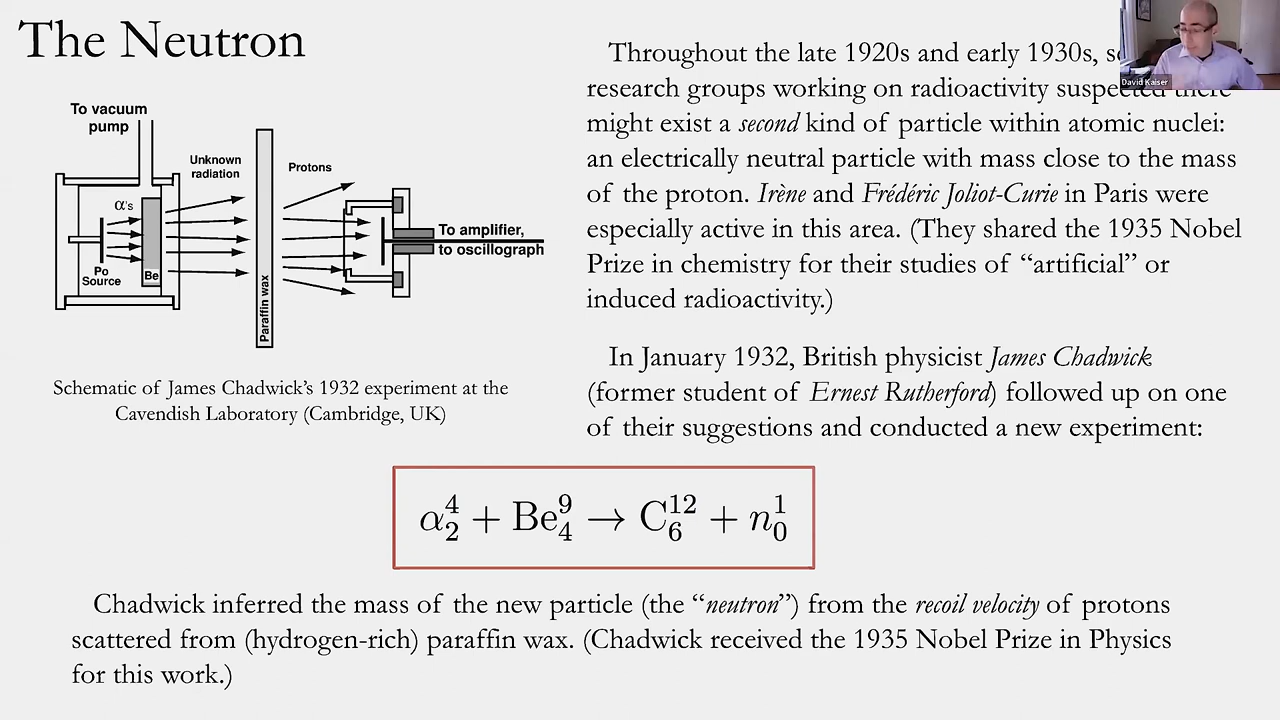 The Neutron
To vacuum
pump
Unknown
radiation
Protons
α's
Po
Source
Be
Paraffin wax
To amplifier,
to oscillograph
Schematic of James Chadwick's 1932 experiment at the
Cavendish Laboratory (Cambridge, UK)
Throughout the late 1920s and early 1930s,
research groups working on radioactivity suspected there
might exist a second kind of particle within atomic nuclei:
an electrically neutral particle with mass close to the mass
of the proton. Irène and Frédéric Joliot-Curie in Paris were
especially active in this area. (They shared the 1935 Nobel
Prize in chemistry for their studies of “artificial” or
induced radioactivity.)
In January 1932, British physicist James Chadwick
(former student of Ernest Rutherford) followed up on one
of their suggestions and conducted a new experiment:
α₂⁴ + Be₄⁹ → C₆¹² + n₀¹
Chadwick inferred the mass of the new particle (the “neutron”) from the recoil velocity of protons
scattered from (hydrogen-rich) paraffin wax. (Chadwick received the 1935 Nobel Prize in Physics
for this work.)
David Kaiser